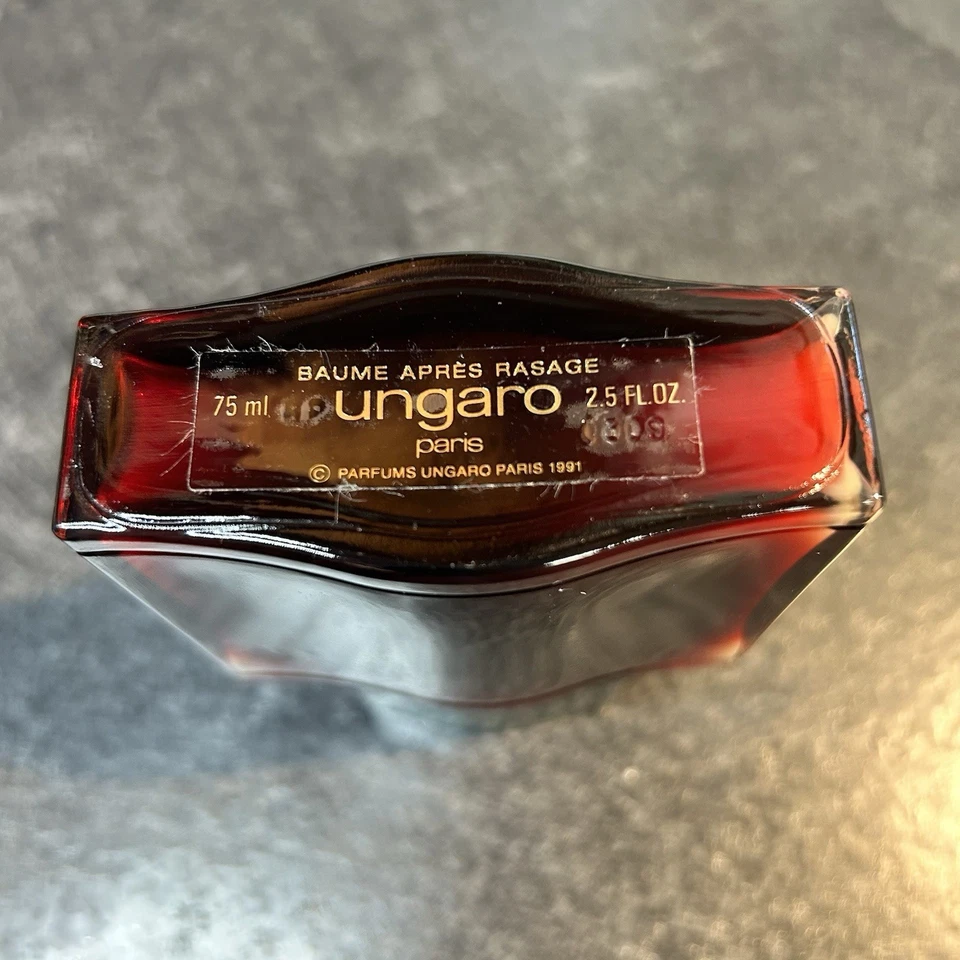 BAUME APRÈS RASAGE
75 ml ungaro 2.5 FL.OZ.
paris
© PARFUMS UNGARO PARIS 1991